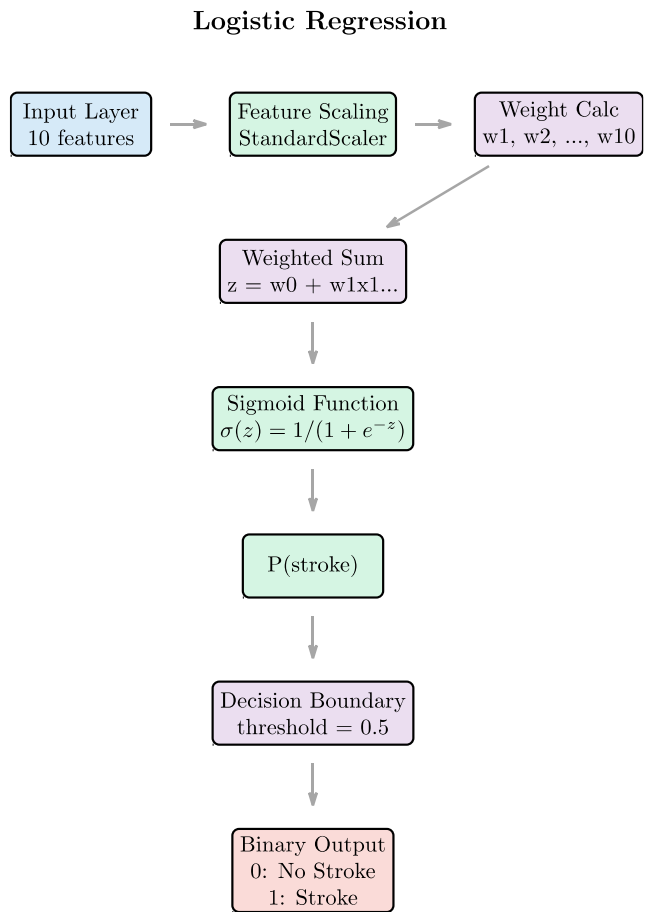 Logistic Regression
Input Layer
10 features
Feature Scaling
StandardScaler
Weight Calc
w1, w2, ..., w10
Weighted Sum
z = w0 + w1x1...
Sigmoid Function
σ(z) = 1/(1 + e⁻ᶻ)
P(stroke)
Decision Boundary
threshold = 0.5
Binary Output
0: No Stroke
1: Stroke